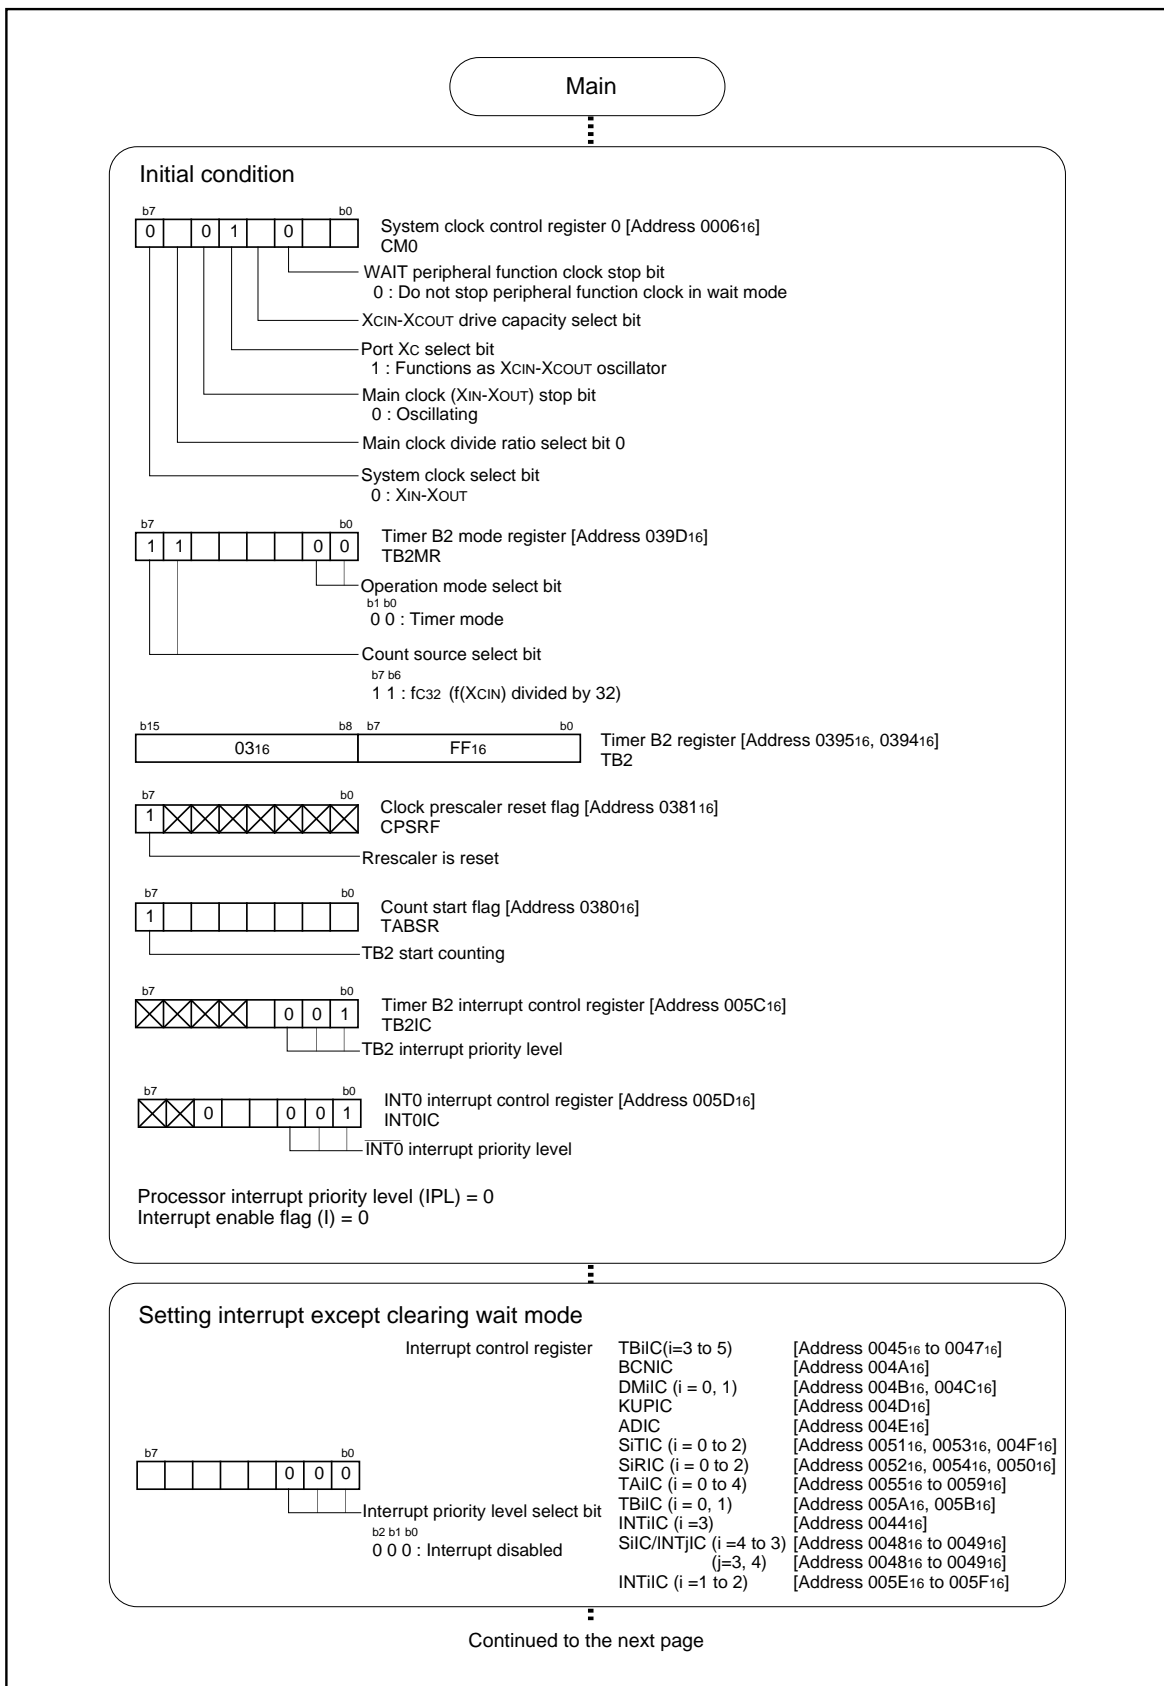 Main
Initial condition
b7 b0
0 0 1 0 System clock control register 0 [Address 000616]
CM0
WAIT peripheral function clock stop bit
0 : Do not stop peripheral function clock in wait mode
XCIN-XCOUT drive capacity select bit
Port XC select bit
1 : Functions as XCIN-XCOUT oscillator
Main clock (XIN-XOUT) stop bit
0 : Oscillating
Main clock divide ratio select bit 0
System clock select bit
0 : XIN-XOUT
b7 b0
1 1 0 0 Timer B2 mode register [Address 039D16]
TB2MR
Operation mode select bit
b1 b0
0 0 : Timer mode
Count source select bit
b7 b6
1 1 : fC32 (f(XCIN) divided by 32)
b15 b8 b7 b0
0316 FF16 Timer B2 register [Address 039516, 039416]
TB2
b7 b0
1 Clock prescaler reset flag [Address 038116]
CPSRF
Rrescaler is reset
b7 b0
1 Count start flag [Address 038016]
TABSR
TB2 start counting
b7 b0
0 0 1 Timer B2 interrupt control register [Address 005C16]
TB2IC
TB2 interrupt priority level
b7 b0
0 0 0 1 INT0 interrupt control register [Address 005D16]
INT0IC
INT0 interrupt priority level
Processor interrupt priority level (IPL) = 0
Interrupt enable flag (I) = 0
Setting interrupt except clearing wait mode
Interrupt control register TBiIC(i=3 to 5) [Address 004516 to 004716]
BCNIC [Address 004A16]
DMiIC (i = 0, 1) [Address 004B16, 004C16]
KUPIC [Address 004D16]
ADIC [Address 004E16]
SiTIC (i = 0 to 2) [Address 005116, 005316, 004F16]
SiRIC (i = 0 to 2) [Address 005216, 005416, 005016]
TAiIC (i = 0 to 4) [Address 005516 to 005916]
TBiIC (i = 0, 1) [Address 005A16, 005B16]
INTiIC (i =3) [Address 004416]
SiIC/INTjIC (i =4 to 3) [Address 004816 to 004916]
(j=3, 4) [Address 004816 to 004916]
INTiIC (i =1 to 2) [Address 005E16 to 005F16]
b7 b0
0 0 0
Interrupt priority level select bit
b2 b1 b0
0 0 0 : Interrupt disabled
Continued to the next page